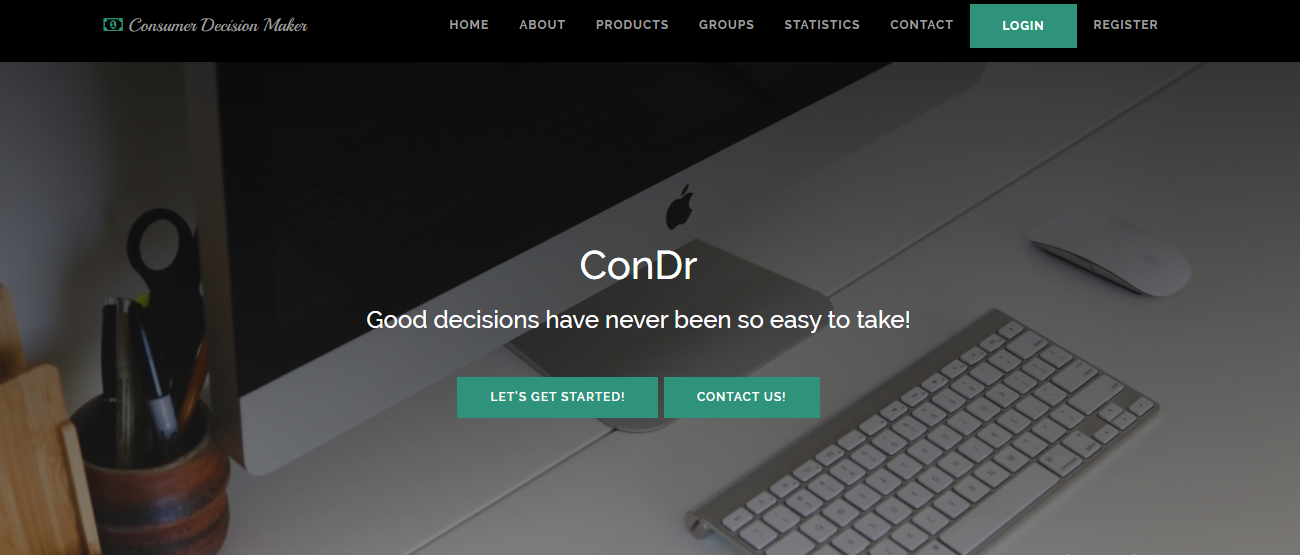 Consumer Decision Maker HOME ABOUT PRODUCTS GROUPS STATISTICS CONTACT LOGIN REGISTER
ConDr
Good decisions have never been so easy to take!
LET'S GET STARTED! CONTACT US!